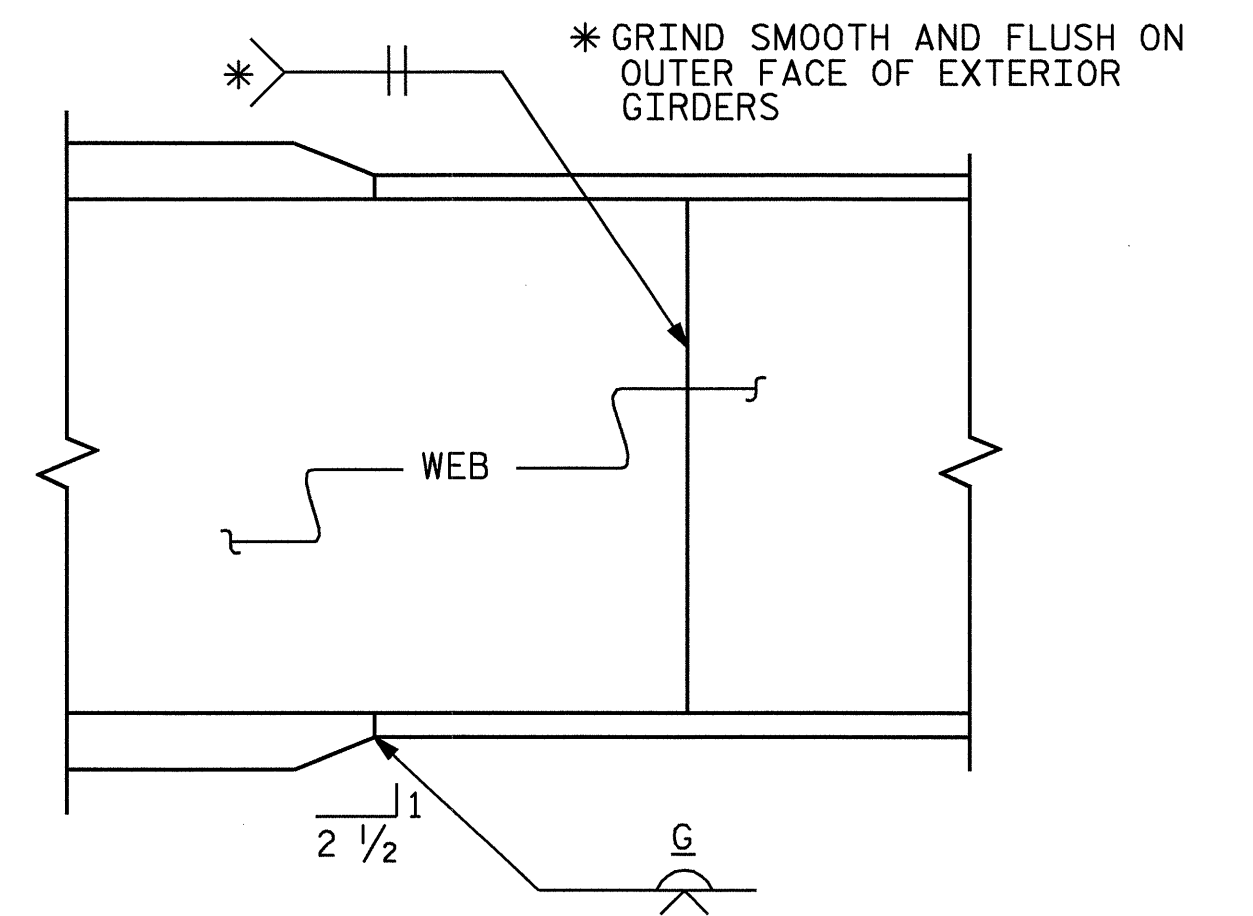 * GRIND SMOOTH AND FLUSH ON
OUTER FACE OF EXTERIOR
GIRDERS
*
WEB
1
2 1/2
G